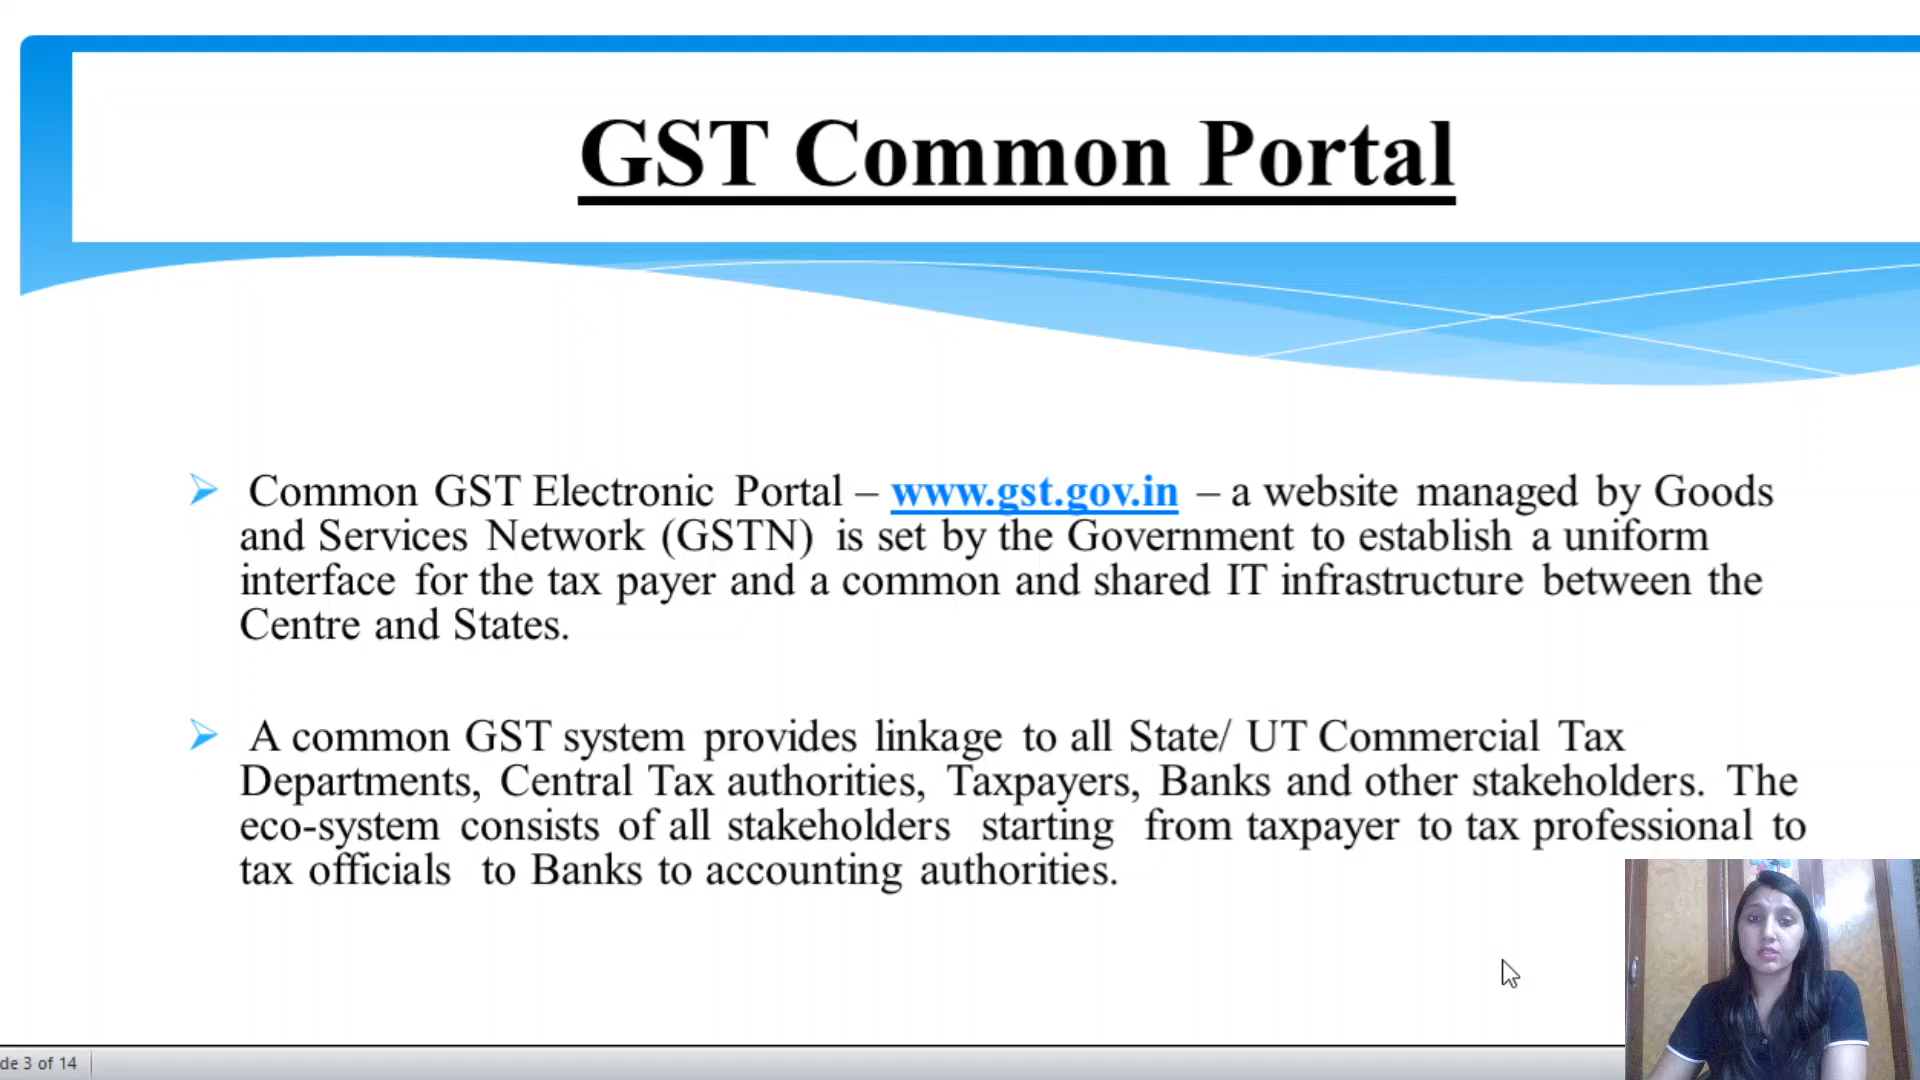 GST Common Portal
Common GST Electronic Portal – www.gst.gov.in – a website managed by Goods
and Services Network (GSTN) is set by the Government to establish a uniform
interface for the tax payer and a common and shared IT infrastructure between the
Centre and States.
A common GST system provides linkage to all State/ UT Commercial Tax
Departments, Central Tax authorities, Taxpayers, Banks and other stakeholders. The
eco-system consists of all stakeholders starting from taxpayer to tax professional to
tax officials to Banks to accounting authorities.
de 3 of 14